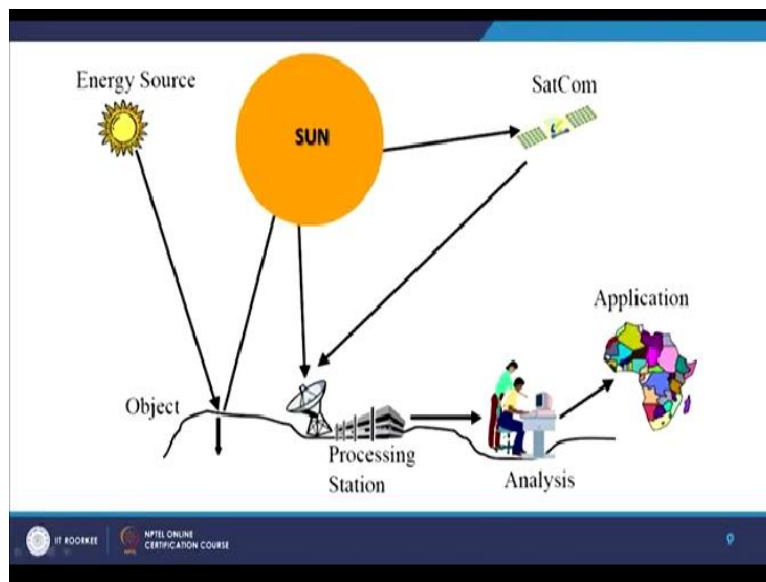 Energy Source
SUN
SatCom
Application
Object
Processing
Station
Analysis
IIT ROORKEE
NPTEL ONLINE
CERTIFICATION COURSE
9